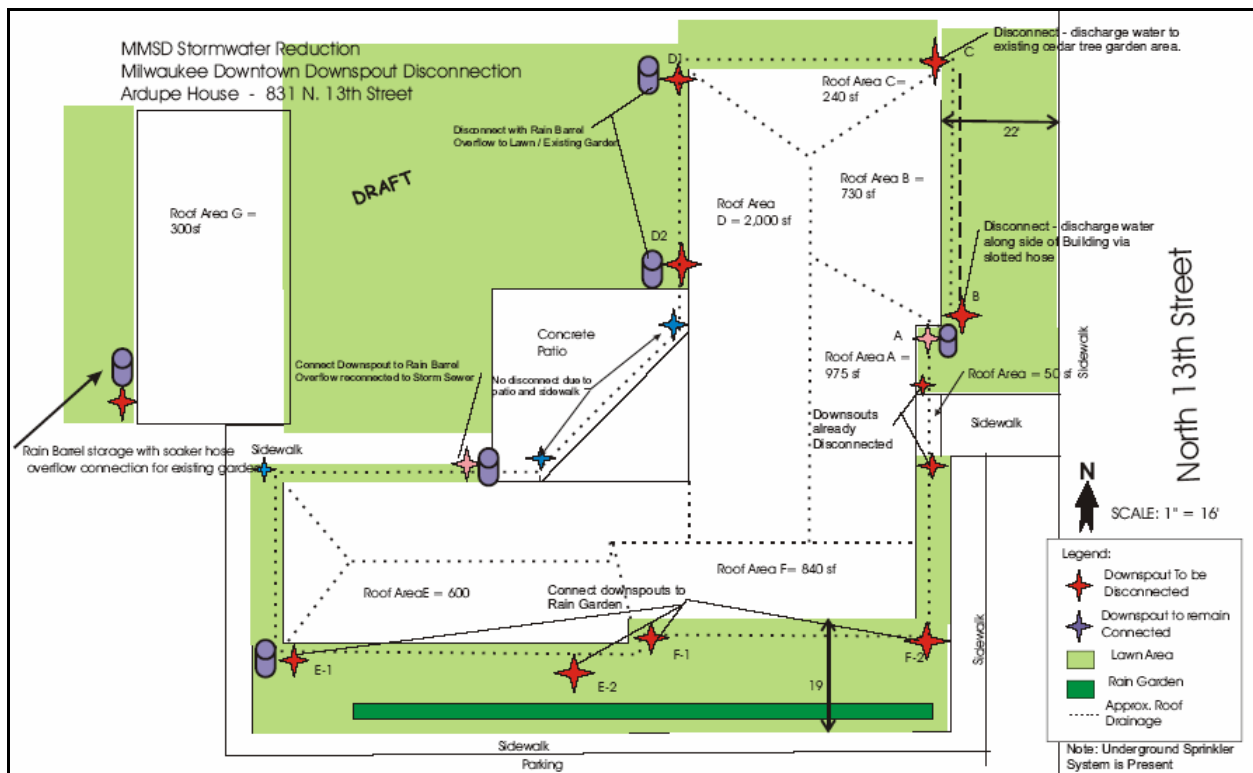 MMSD Stormwater Reduction
Milwaukee Downtown Downspout Disconnection
Ardupe House - 831 N. 13th Street
DRAFT
D1
Disconnect - discharge water to
existing cedar tree garden area.
C
Roof Area C=
240 sf
22'
Disconnect with Rain Barrel
Overflow to Lawn / Existing Garden
Roof Area G =
300sf
Roof Area B =
730 sf
Roof Area
D = 2,000 sf
D2
Disconnect - discharge water
along side of Building via
slotted hose
B
A
North 13th Street
Sidewalk
Concrete
Patio
Connect Downspout to Rain Barrel
Overflow reconnected to Storm Sewer
No disconnect due to
patio and sidewalk
Roof Area A =
975 sf
Roof Area = 50 sf.
Downsouts
already
Disconnected
Sidewalk
Rain Barrel storage with soaker hose
overflow connection for existing garden
Sidewalk
N
SCALE: 1" = 16'
Roof AreaE = 600
Roof Area F= 840 sf
Connect downspouts to
Rain Garden
E-1
E-2
F-1
F-2
19
Sidewalk
Sidewalk
Parking
Legend:
Downspout To be
Disconnected
Downspout to remain
Connected
Lawn Area
Rain Garden
Approx. Roof
Drainage
Note: Underground Sprinkler
System is Present